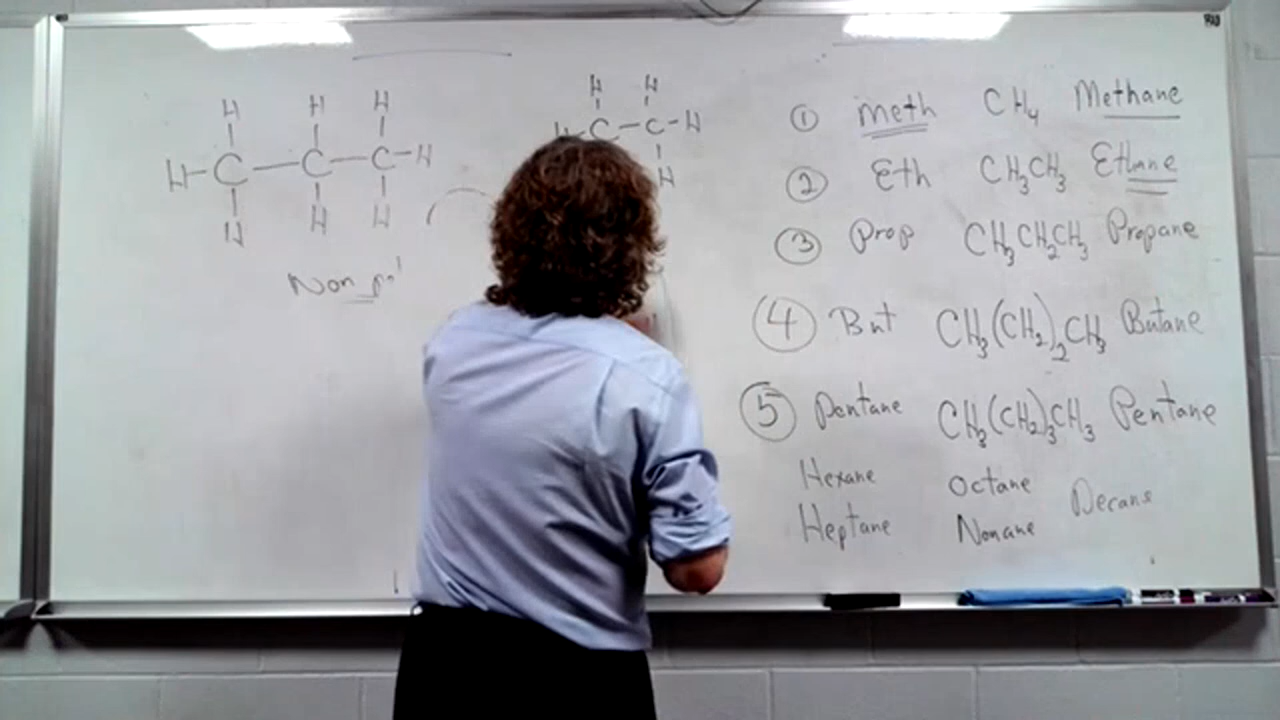 H H H
H-C-C-C-H
H H H
Non
H H
C-C-H
H
① Meth CH₄ Methane
② Eth CH₃CH₃ Ethane
③ Prop CH₃CH₂CH₃ Propane
④ But CH₃(CH₂)₂CH₃ Butane
⑤ Pentane CH₃(CH₂)₃CH₃ Pentane
Hexane Octane Decane
Heptane Nonane